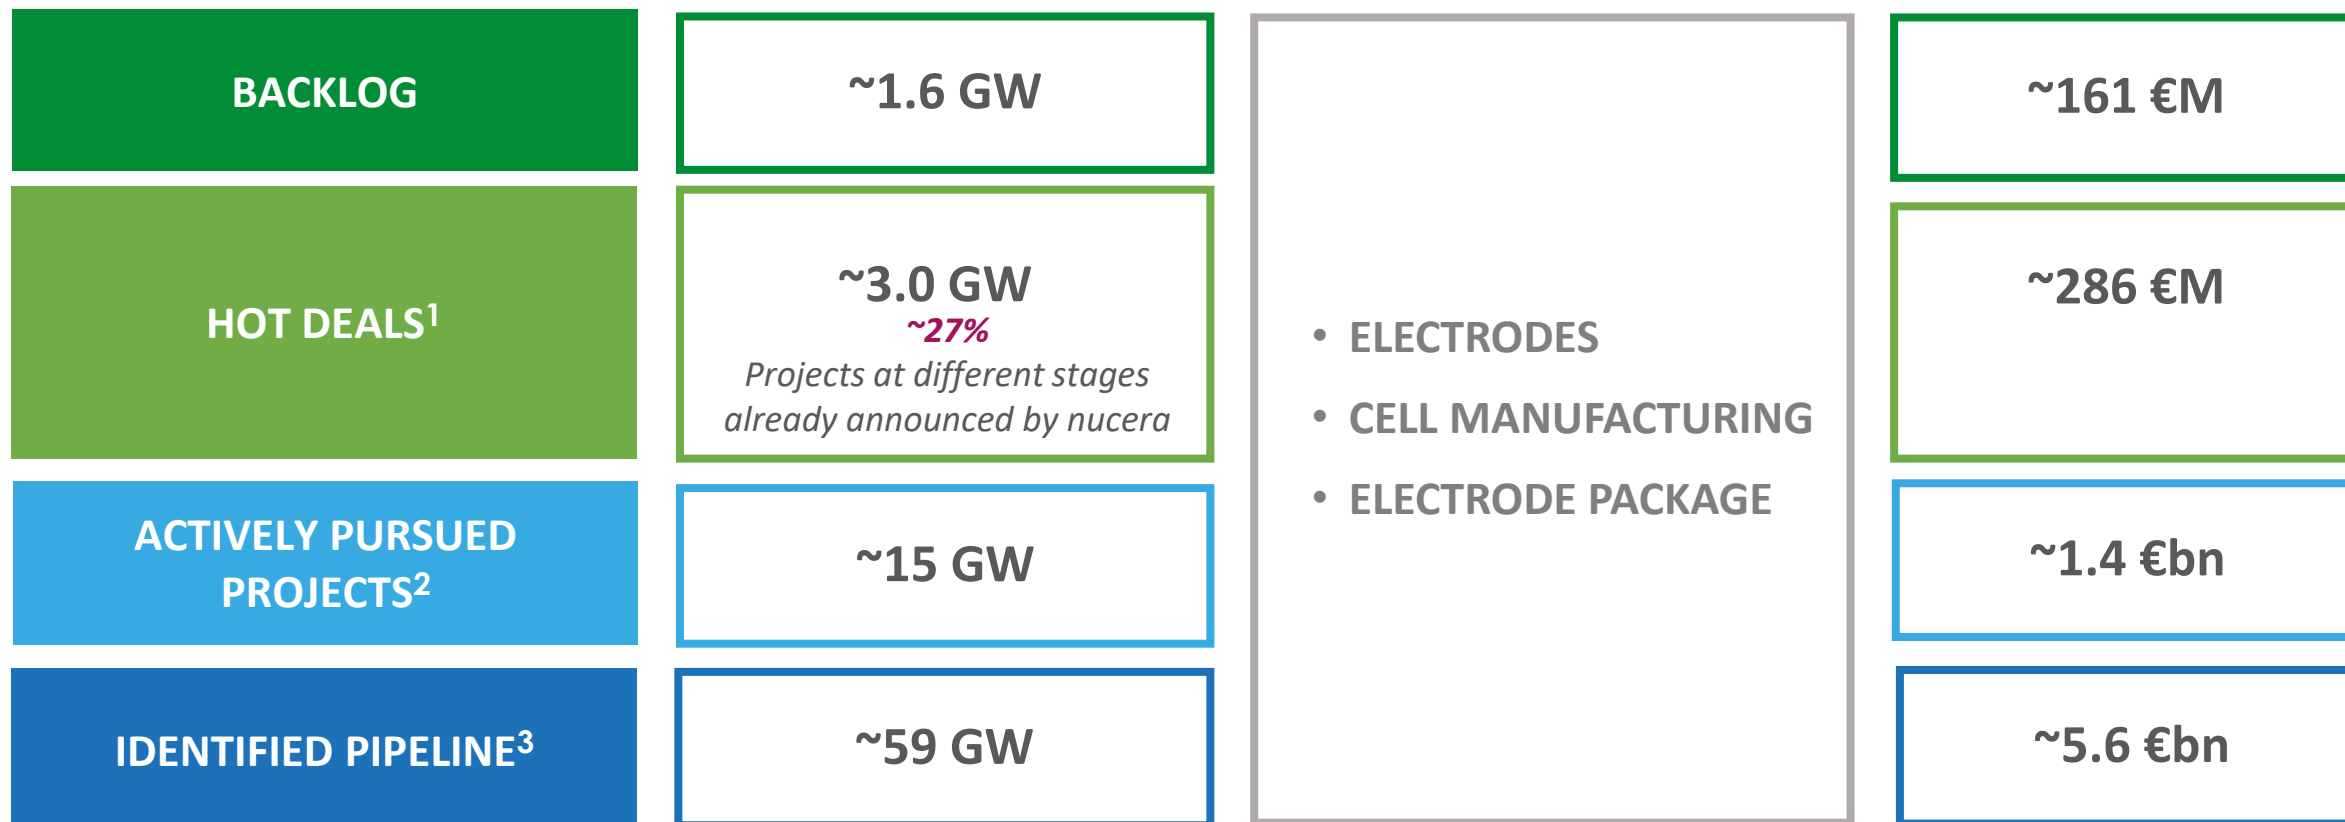 BACKLOG
~1.6 GW
~161 €M
HOT DEALS¹
~3.0 GW
~27%
Projects at different stages
already announced by nucera
~286 €M
• ELECTRODES
• CELL MANUFACTURING
• ELECTRODE PACKAGE
ACTIVELY PURSUED
PROJECTS²
~15 GW
~1.4 €bn
IDENTIFIED PIPELINE³
~59 GW
~5.6 €bn